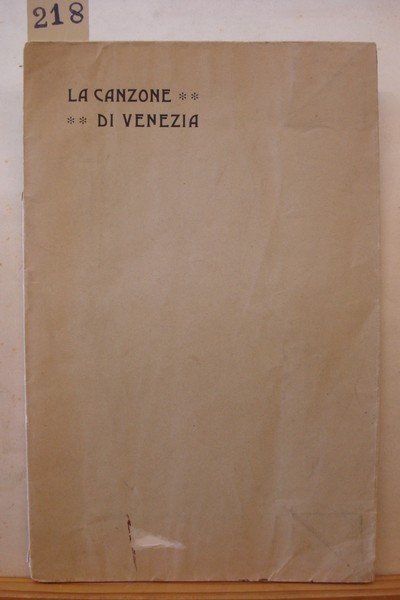 218
LA CANZONE **
** DI VENEZIA